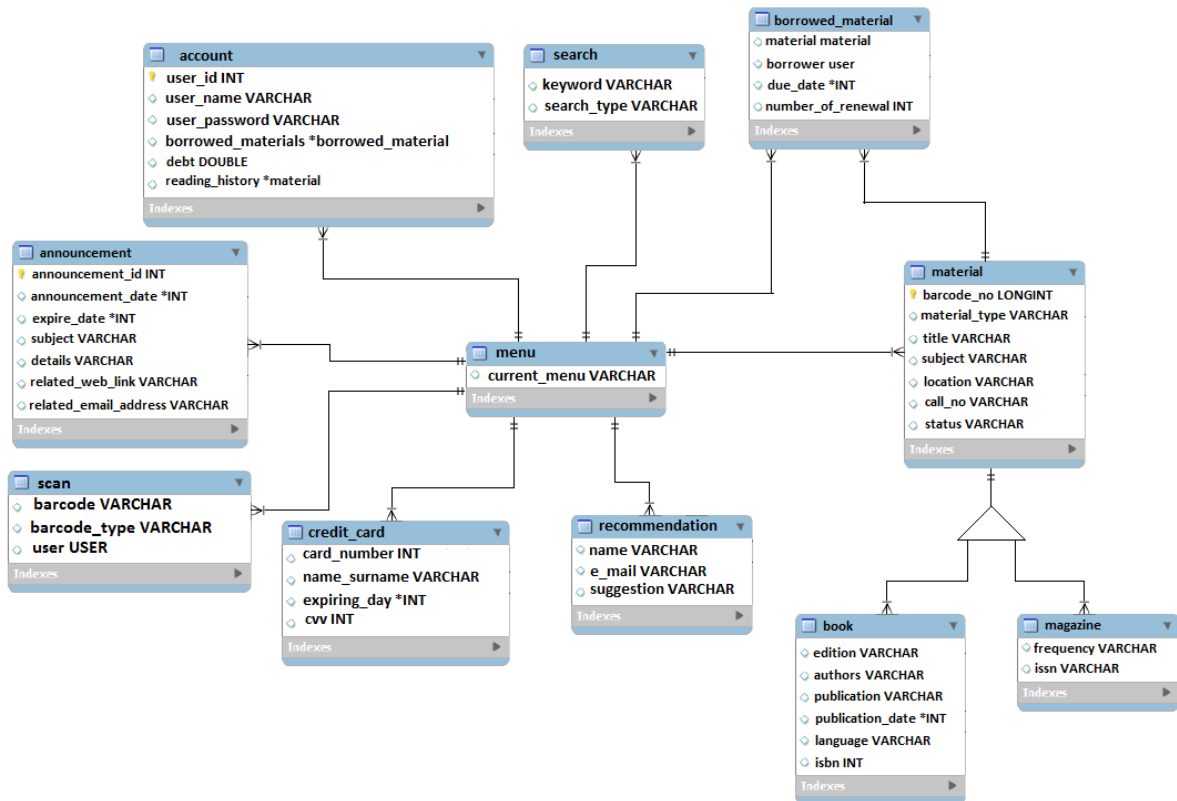 account
user_id INT
user_name VARCHAR
user_password VARCHAR
borrowed_materials *borrowed_material
debt DOUBLE
reading_history *material
Indexes
search
keyword VARCHAR
search_type VARCHAR
Indexes
borrowed_material
material material
borrower user
due_date *INT
number_of_renewal INT
Indexes
announcement
announcement_id INT
announcement_date *INT
expire_date *INT
subject VARCHAR
details VARCHAR
related_web_link VARCHAR
related_email_address VARCHAR
Indexes
menu
current_menu VARCHAR
Indexes
material
barcode_no LONGINT
material_type VARCHAR
title VARCHAR
subject VARCHAR
location VARCHAR
call_no VARCHAR
status VARCHAR
Indexes
scan
barcode VARCHAR
barcode_type VARCHAR
user USER
Indexes
credit_card
card_number INT
name_surname VARCHAR
expiring_day *INT
cvv INT
Indexes
recommendation
name VARCHAR
e_mail VARCHAR
suggestion VARCHAR
Indexes
book
edition VARCHAR
authors VARCHAR
publication VARCHAR
publication_date *INT
language VARCHAR
isbn INT
Indexes
magazine
frequency VARCHAR
issn VARCHAR
Indexes